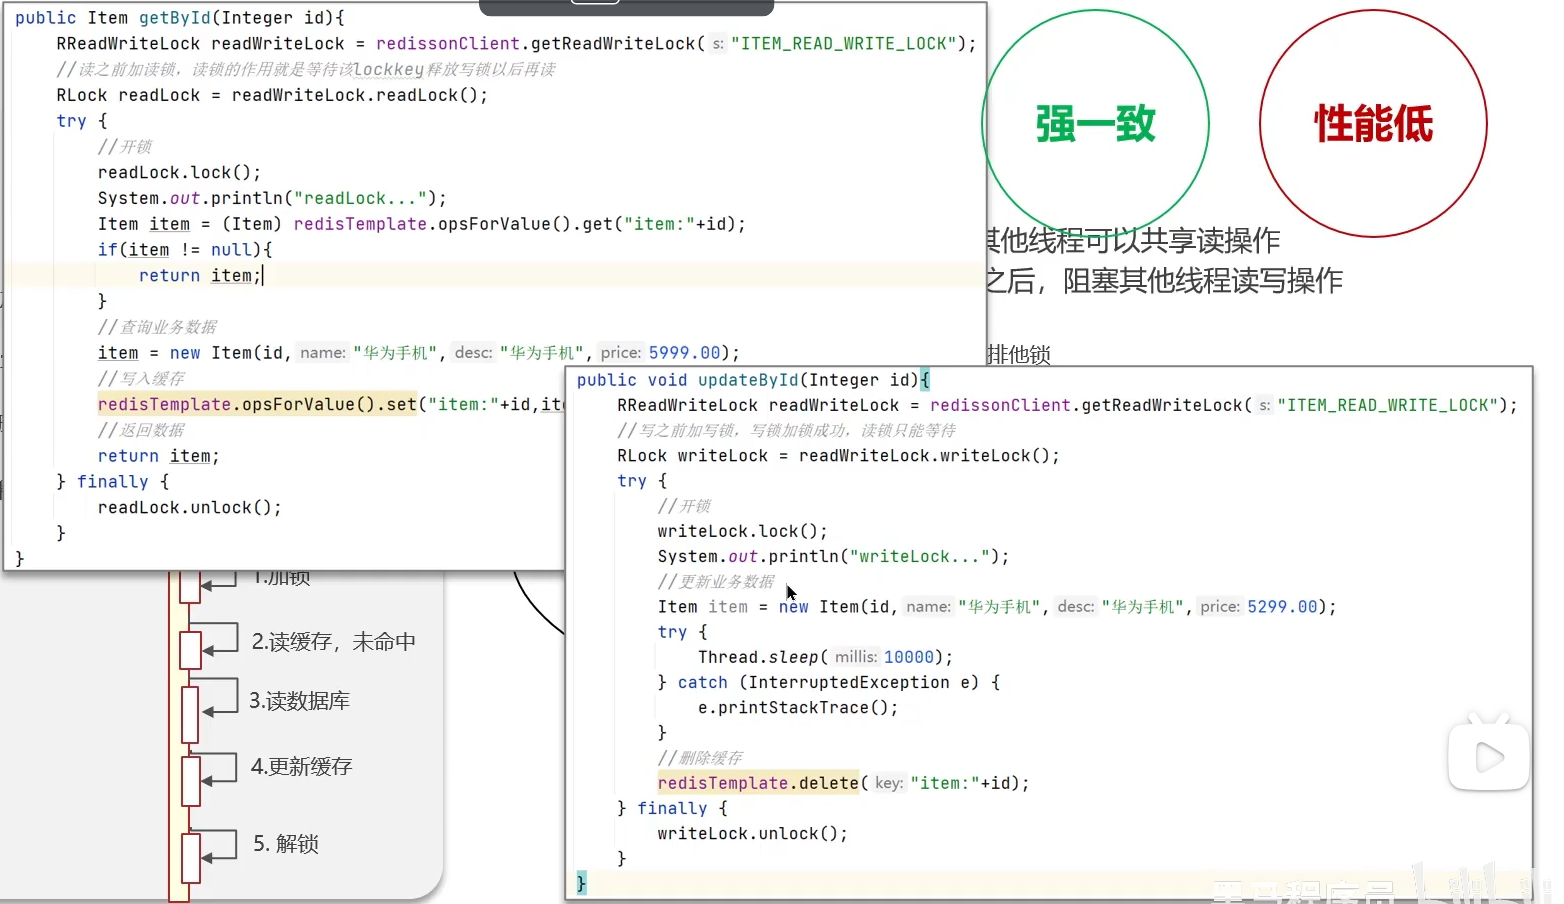 public Item getById(Integer id){
RReadWriteLock readWriteLock = redissonClient.getReadWriteLock( s: "ITEM_READ_WRITE_LOCK");
//读之前加读锁，读锁的作用就是等待该lockkey释放写锁以后再读
RLock readLock = readWriteLock.readLock();
try {
//开锁
readLock.lock();
System.out.println("readLock...");
Item item = (Item) redisTemplate.opsForValue().get("item:"+id);
if(item != null){
return item;
}
//查询业务数据
item = new Item(id, name: "华为手机", desc: "华为手机", price: 5999.00);
//写入缓存
redisTemplate.opsForValue().set("item:"+id,ite
//返回数据
return item;
} finally {
readLock.unlock();
}
}
强一致
性能低
其他线程可以共享读操作
之后，阻塞其他线程读写操作
排他锁
public void updateById(Integer id){
RReadWriteLock readWriteLock = redissonClient.getReadWriteLock( s: "ITEM_READ_WRITE_LOCK");
//写之前加写锁，写锁加锁成功，读锁只能等待
RLock writeLock = readWriteLock.writeLock();
try {
//开锁
writeLock.lock();
System.out.println("writeLock...");
//更新业务数据
Item item = new Item(id, name: "华为手机", desc: "华为手机", price: 5299.00);
try {
Thread.sleep( millis: 10000);
} catch (InterruptedException e) {
e.printStackTrace();
}
//删除缓存
redisTemplate.delete( key: "item:"+id);
} finally {
writeLock.unlock();
}
}
1.加锁
2.读缓存，未命中
3.读数据库
4.更新缓存
5. 解锁
黑马程序员